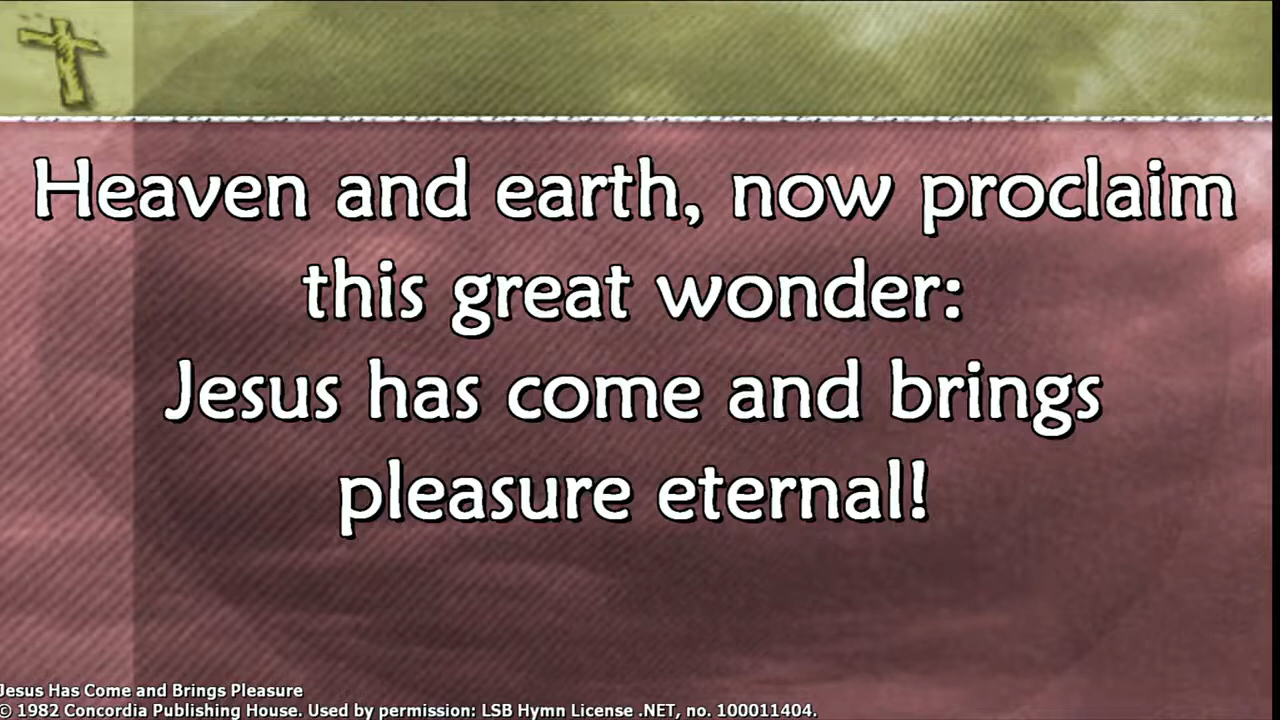 Heaven and earth, now proclaim
this great wonder:
Jesus has come and brings
pleasure eternal!
Jesus Has Come and Brings Pleasure
© 1982 Concordia Publishing House. Used by permission: LSB Hymn License .NET, no. 100011404.